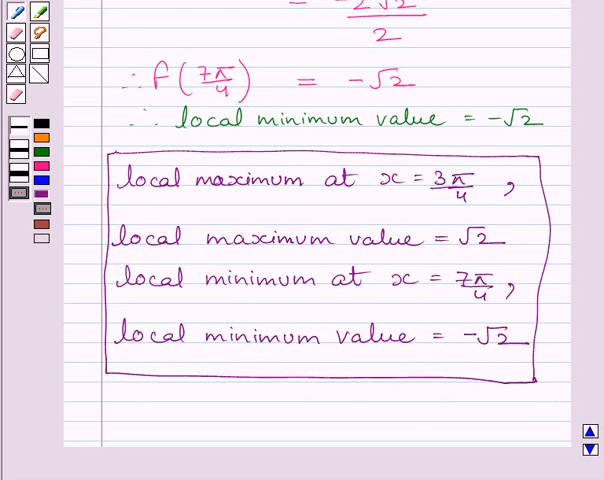 = -2√2/2
∴ f(7π/4) = -√2
∴ local minimum value = -√2
local maximum at x = 3π/4 ,
local maximum value = √2
local minimum at x = 7π/4 ,
local minimum value = -√2